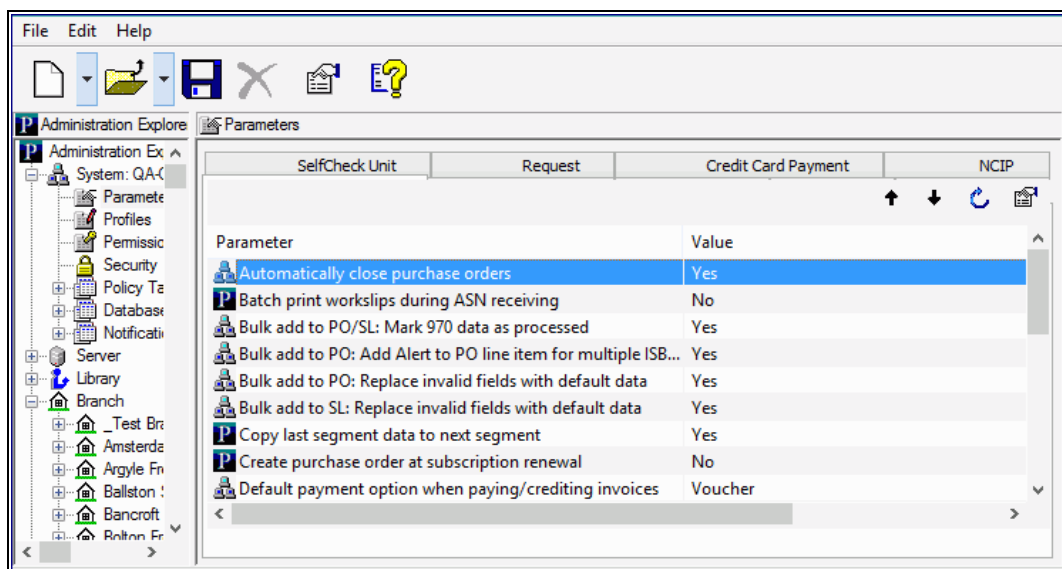 File Edit Help
Administration Explore
Parameters
Administration Ex
System: QA-C
Paramete
Profiles
Permissic
Security
Policy Ta
Database
Notificati
Server
Library
Branch
_Test Bra
Amsterda
Argyle Fr
Ballston
Bancroft
Bolton Fr
SelfCheck Unit Request Credit Card Payment NCIP
Parameter Value
Automatically close purchase orders Yes
Batch print workslips during ASN receiving No
Bulk add to PO/SL: Mark 970 data as processed Yes
Bulk add to PO: Add Alert to PO line item for multiple ISB... Yes
Bulk add to PO: Replace invalid fields with default data Yes
Bulk add to SL: Replace invalid fields with default data Yes
Copy last segment data to next segment Yes
Create purchase order at subscription renewal No
Default payment option when paying/crediting invoices Voucher